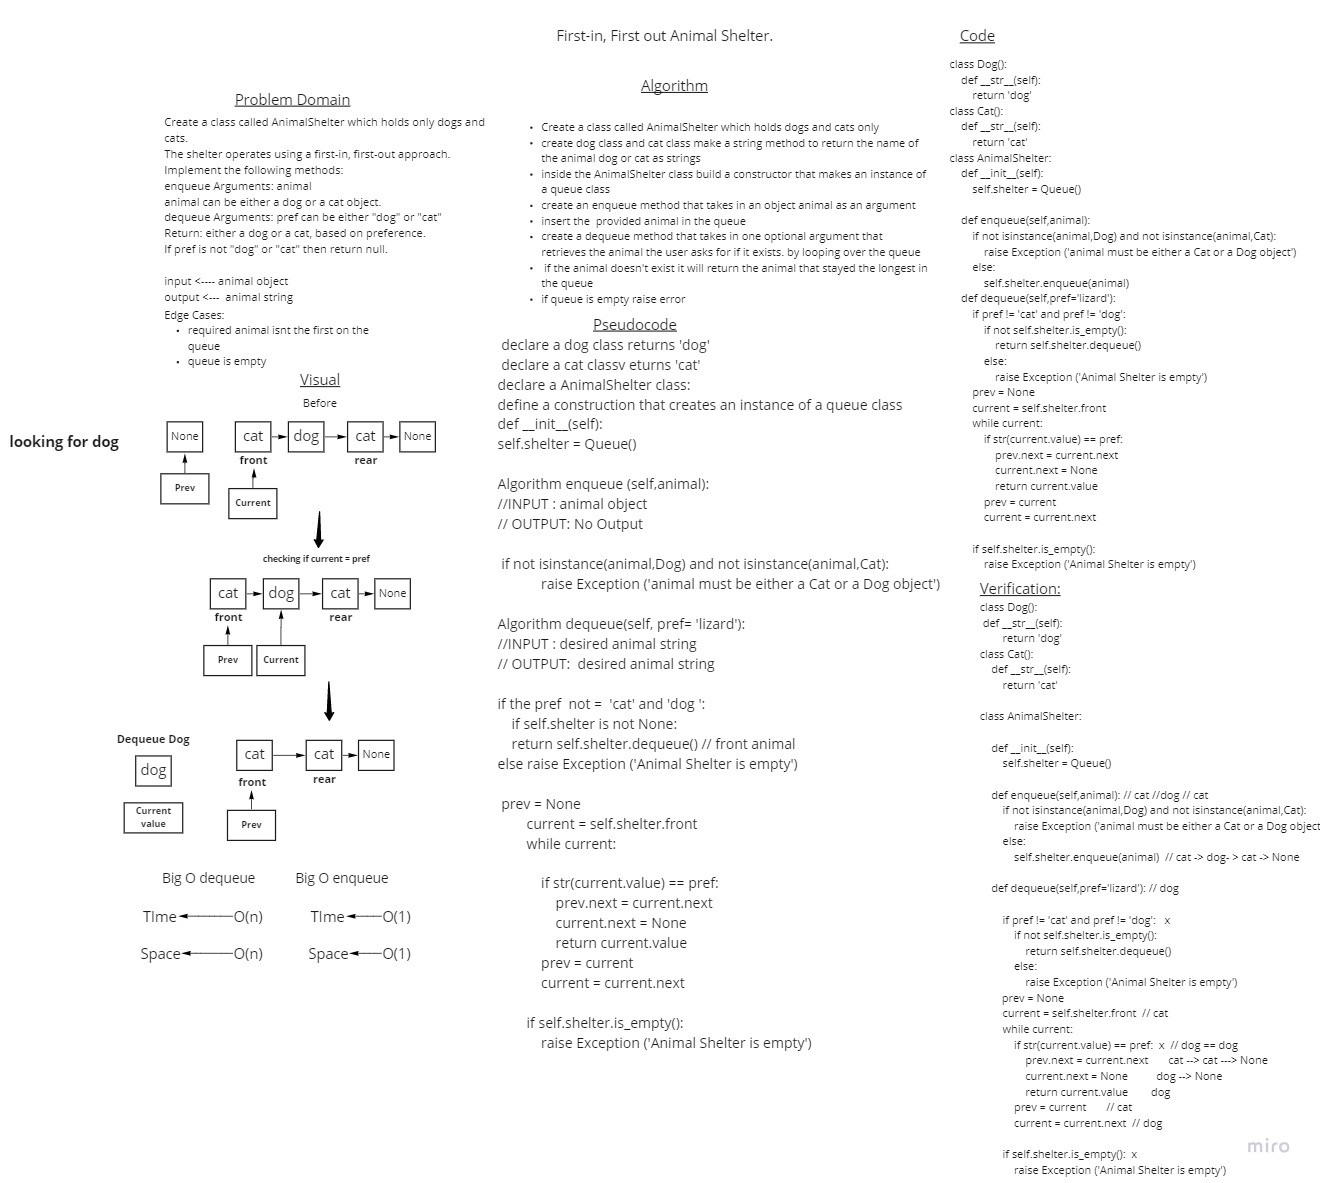 First-in, First out Animal Shelter.
Problem Domain
Create a class called AnimalShelter which holds only dogs and
cats.
The shelter operates using a first-in, first-out approach.
Implement the following methods:
enqueue Arguments: animal
animal can be either a dog or a cat object.
dequeue Arguments: pref can be either "dog" or "cat"
Return: either a dog or a cat, based on preference.
If pref is not "dog" or "cat" then return null.
input <---- animal object
output <--- animal string
Edge Cases:
• required animal isnt the first on the
queue
• queue is empty
Visual
Before
looking for dog
None
cat
dog
cat
None
front
rear
Prev
Current
checking if current = pref
cat
dog
cat
None
front
rear
Prev
Current
Dequeue Dog
dog
Current
value
cat
cat
None
front
rear
Prev
Big O dequeue
Big O enqueue
TIme
O(n)
TIme
O(1)
Space
O(n)
Space
O(1)
Algorithm
• Create a class called AnimalShelter which holds dogs and cats only
• create dog class and cat class make a string method to return the name of
the animal dog or cat as strings
• inside the AnimalShelter class build a constructor that makes an instance of
a queue class
• create an enqueue method that takes in an object animal as an argument
• insert the provided animal in the queue
• create a dequeue method that takes in one optional argument that
retrieves the animal the user asks for if it exists. by looping over the queue
• if the animal doesn't exist it will return the animal that stayed the longest in
the queue
• if queue is empty raise error
Pseudocode
declare a dog class returns 'dog'
declare a cat classv eturns 'cat'
declare a AnimalShelter class:
define a construction that creates an instance of a queue class
def __init__(self):
self.shelter = Queue()
Algorithm enqueue (self,animal):
//INPUT : animal object
// OUTPUT: No Output
if not isinstance(animal,Dog) and not isinstance(animal,Cat):
raise Exception ('animal must be either a Cat or a Dog object')
Algorithm dequeue(self, pref= 'lizard'):
//INPUT : desired animal string
// OUTPUT: desired animal string
if the pref not = 'cat' and 'dog ':
if self.shelter is not None:
return self.shelter.dequeue() // front animal
else raise Exception ('Animal Shelter is empty')
prev = None
current = self.shelter.front
while current:
if str(current.value) == pref:
prev.next = current.next
current.next = None
return current.value
prev = current
current = current.next
if self.shelter.is_empty():
raise Exception ('Animal Shelter is empty')
Code
class Dog():
def __str__(self):
return 'dog'
class Cat():
def __str__(self):
return 'cat'
class AnimalShelter:
def __init__(self):
self.shelter = Queue()
def enqueue(self,animal):
if not isinstance(animal,Dog) and not isinstance(animal,Cat):
raise Exception ('animal must be either a Cat or a Dog object')
else:
self.shelter.enqueue(animal)
def dequeue(self,pref='lizard'):
if pref != 'cat' and pref != 'dog':
if not self.shelter.is_empty():
return self.shelter.dequeue()
else:
raise Exception ('Animal Shelter is empty')
prev = None
current = self.shelter.front
while current:
if str(current.value) == pref:
prev.next = current.next
current.next = None
return current.value
prev = current
current = current.next
if self.shelter.is_empty():
raise Exception ('Animal Shelter is empty')
Verification:
class Dog():
def __str__(self):
return 'dog'
class Cat():
def __str__(self):
return 'cat'
class AnimalShelter:
def __init__(self):
self.shelter = Queue()
def enqueue(self,animal): // cat //dog // cat
if not isinstance(animal,Dog) and not isinstance(animal,Cat):
raise Exception ('animal must be either a Cat or a Dog object
else:
self.shelter.enqueue(animal) // cat -> dog- > cat -> None
def dequeue(self,pref='lizard'): // dog
if pref != 'cat' and pref != 'dog': x
if not self.shelter.is_empty():
return self.shelter.dequeue()
else:
raise Exception ('Animal Shelter is empty')
prev = None
current = self.shelter.front // cat
while current:
if str(current.value) == pref: x // dog == dog
prev.next = current.next cat --> cat ---> None
current.next = None dog --> None
return current.value dog
prev = current // cat
current = current.next // dog
if self.shelter.is_empty(): x
raise Exception ('Animal Shelter is empty')
miro